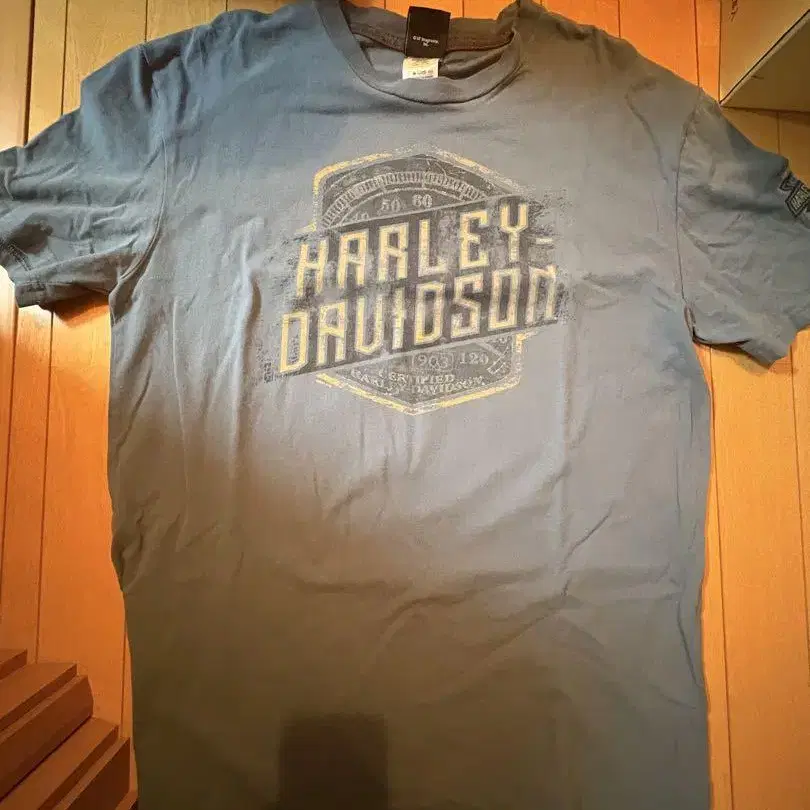 50 60
HARLEY-
DAVIDSON
1903 120
CERTIFIED
HARLEY-DAVIDSON